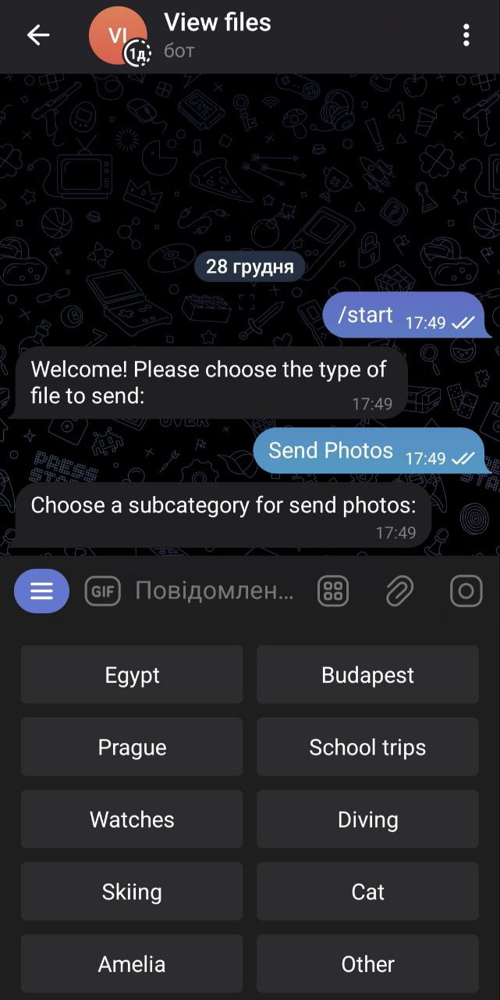 View files
VI
1д
бот
28 грудня
/start 17:49
Welcome! Please choose the type of
file to send:
17:49
Send Photos 17:49
Choose a subcategory for send photos:
17:49
GIF Повідомлен...
Egypt Budapest
Prague School trips
Watches Diving
Skiing Cat
Amelia Other